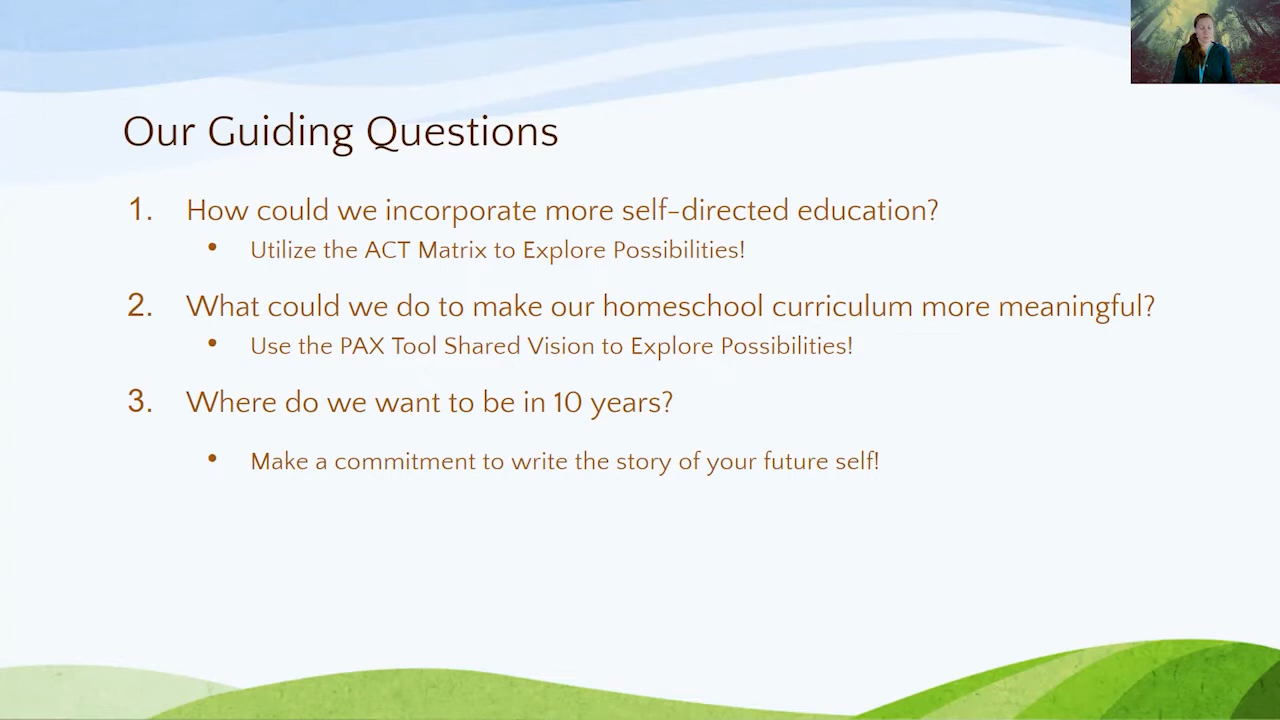 Our Guiding Questions
1. How could we incorporate more self-directed education?
• Utilize the ACT Matrix to Explore Possibilities!
2. What could we do to make our homeschool curriculum more meaningful?
• Use the PAX Tool Shared Vision to Explore Possibilities!
3. Where do we want to be in 10 years?
• Make a commitment to write the story of your future self!